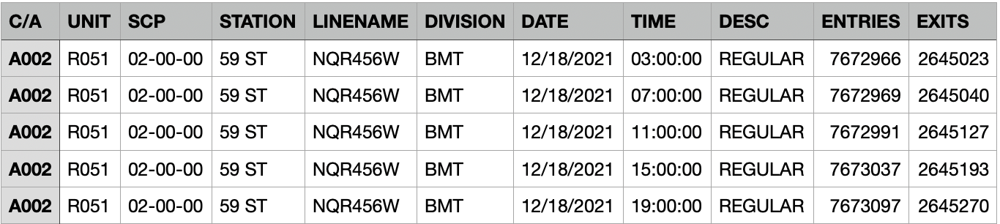 C/A UNIT SCP STATION LINENAME DIVISION DATE TIME DESC ENTRIES EXITS
A002 R051 02-00-00 59 ST NQR456W BMT 12/18/2021 03:00:00 REGULAR 7672966 2645023
A002 R051 02-00-00 59 ST NQR456W BMT 12/18/2021 07:00:00 REGULAR 7672969 2645040
A002 R051 02-00-00 59 ST NQR456W BMT 12/18/2021 11:00:00 REGULAR 7672991 2645127
A002 R051 02-00-00 59 ST NQR456W BMT 12/18/2021 15:00:00 REGULAR 7673037 2645193
A002 R051 02-00-00 59 ST NQR456W BMT 12/18/2021 19:00:00 REGULAR 7673097 2645270